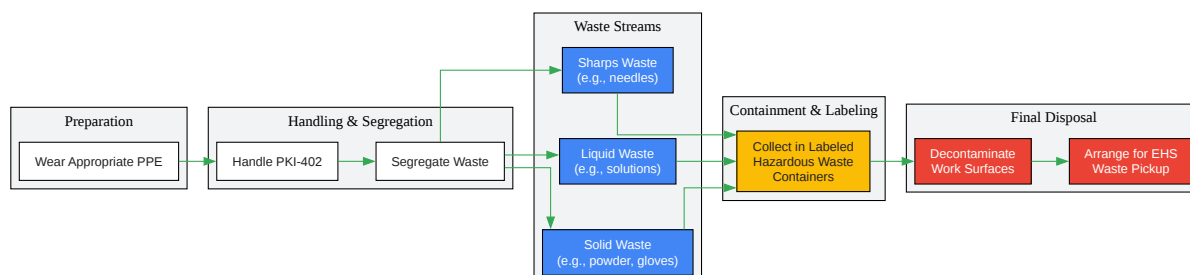 Preparation
Wear Appropriate PPE
Handling & Segregation
Handle PKI-402
Segregate Waste
Waste Streams
Sharps Waste
(e.g., needles)
Liquid Waste
(e.g., solutions)
Solid Waste
(e.g., powder, gloves)
Containment & Labeling
Collect in Labeled
Hazardous Waste
Containers
Final Disposal
Decontaminate
Work Surfaces
Arrange for EHS
Waste Pickup